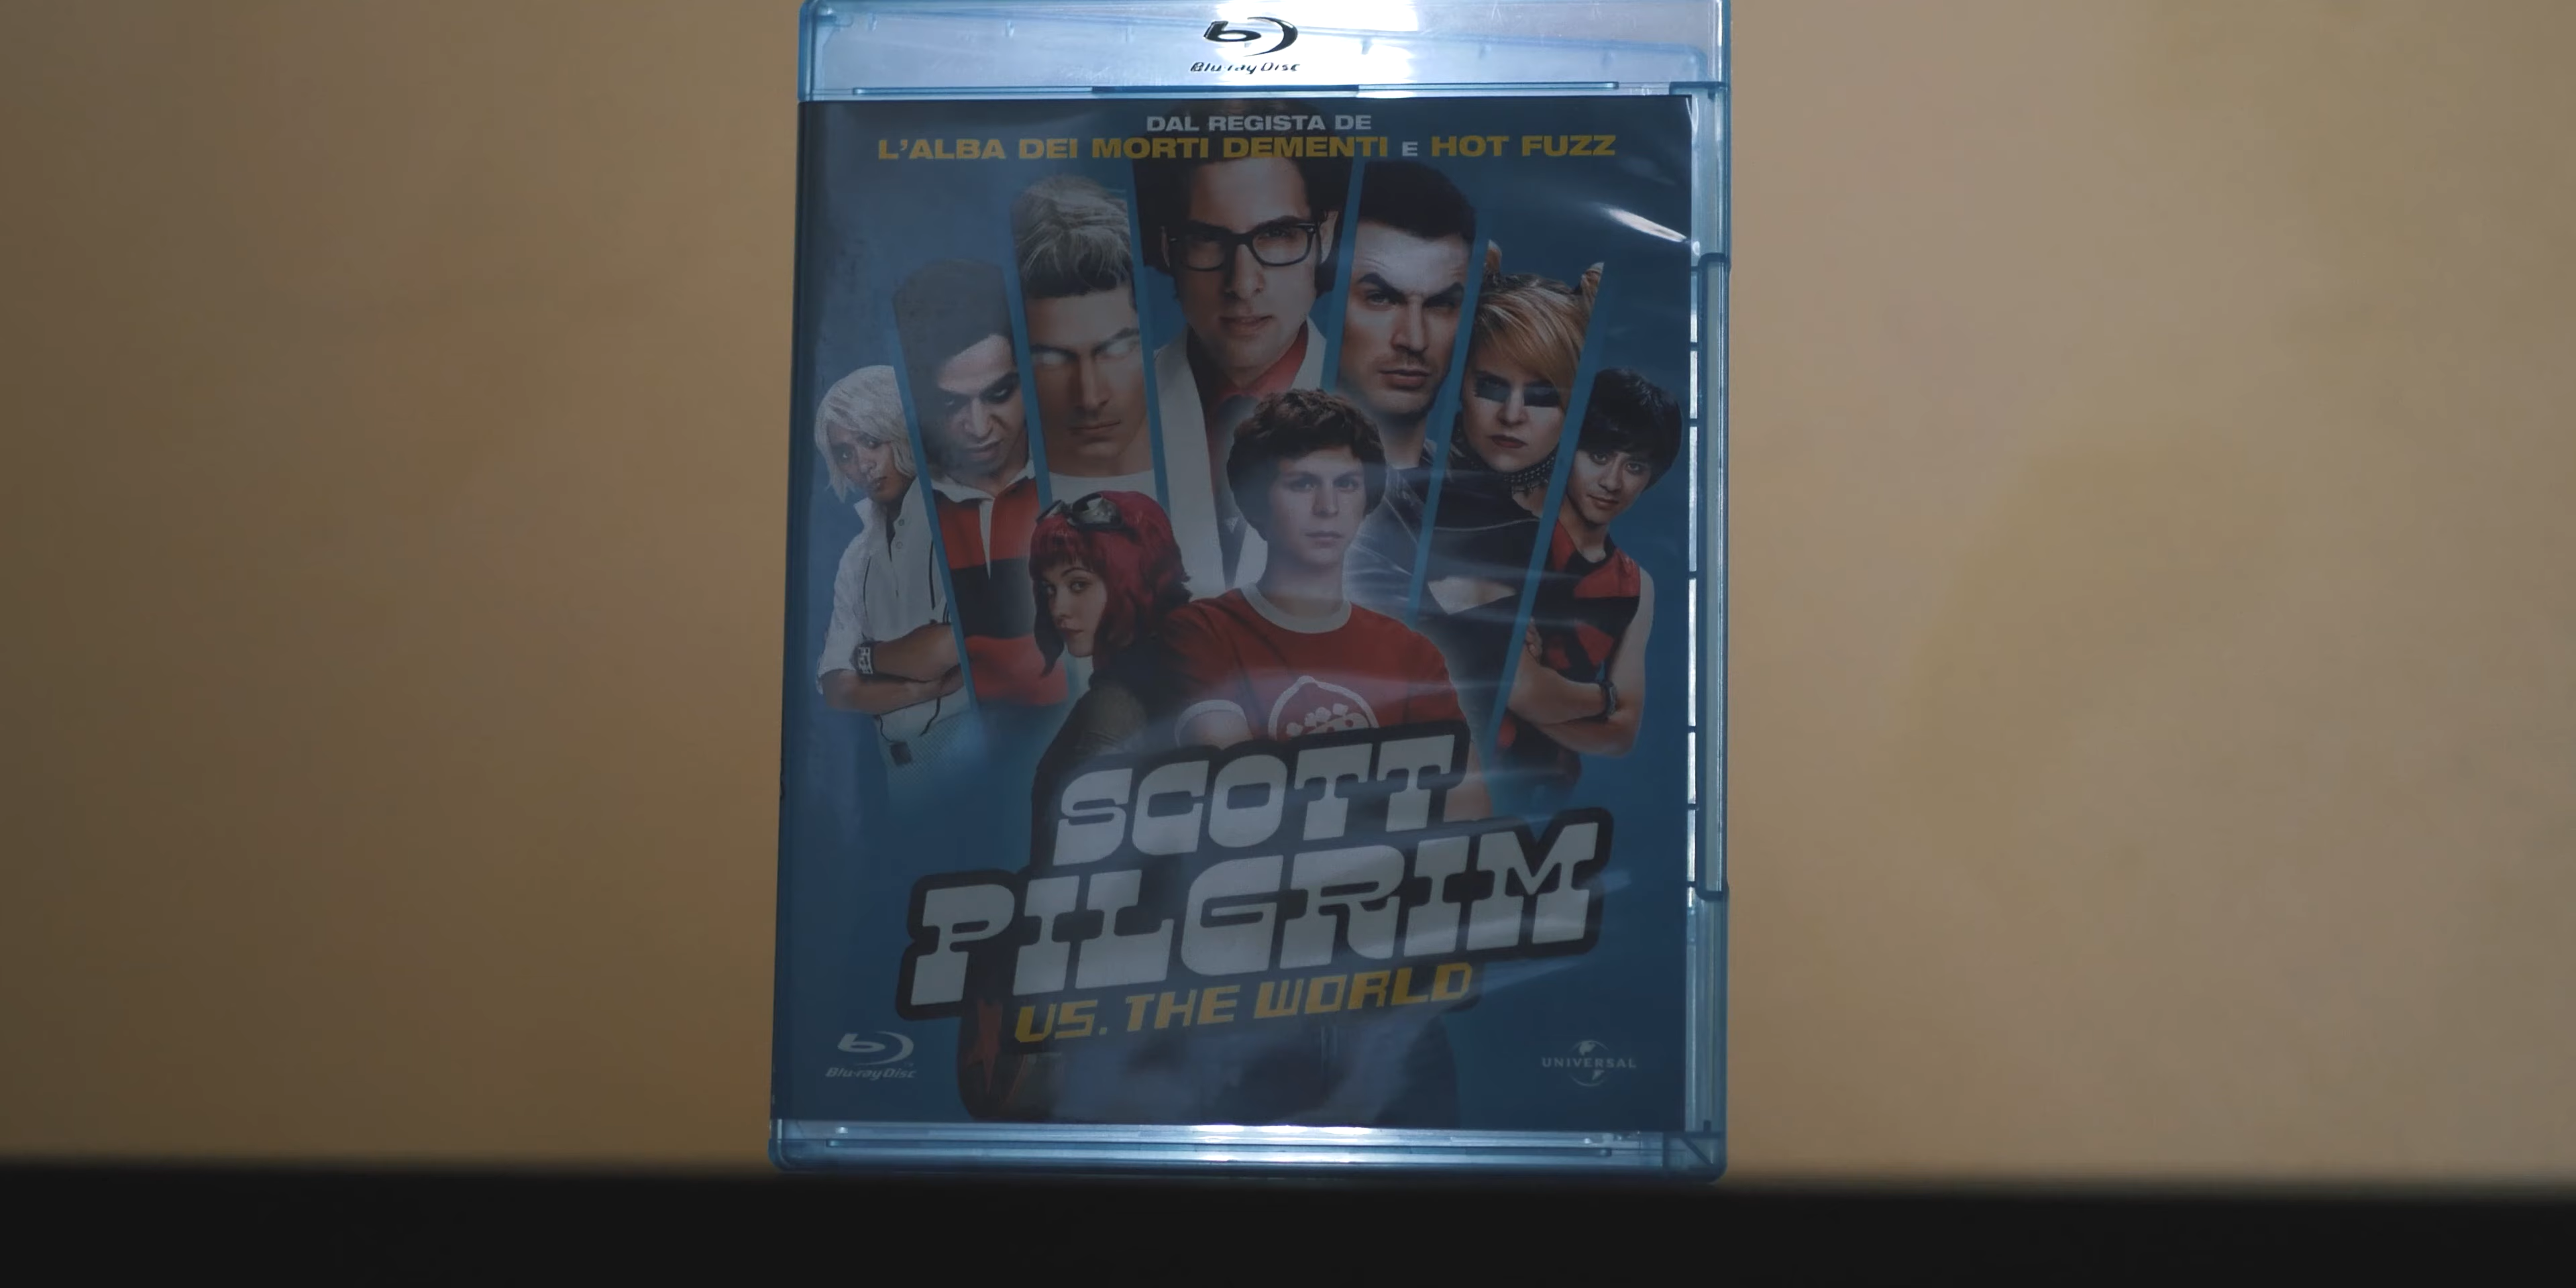 Blu-ray Disc
DAL REGISTA DE
L'ALBA DEI MORTI DEMENTI E HOT FUZZ
SCOTT
PILGRIM
VS. THE WORLD
Blu-ray Disc
UNIVERSAL